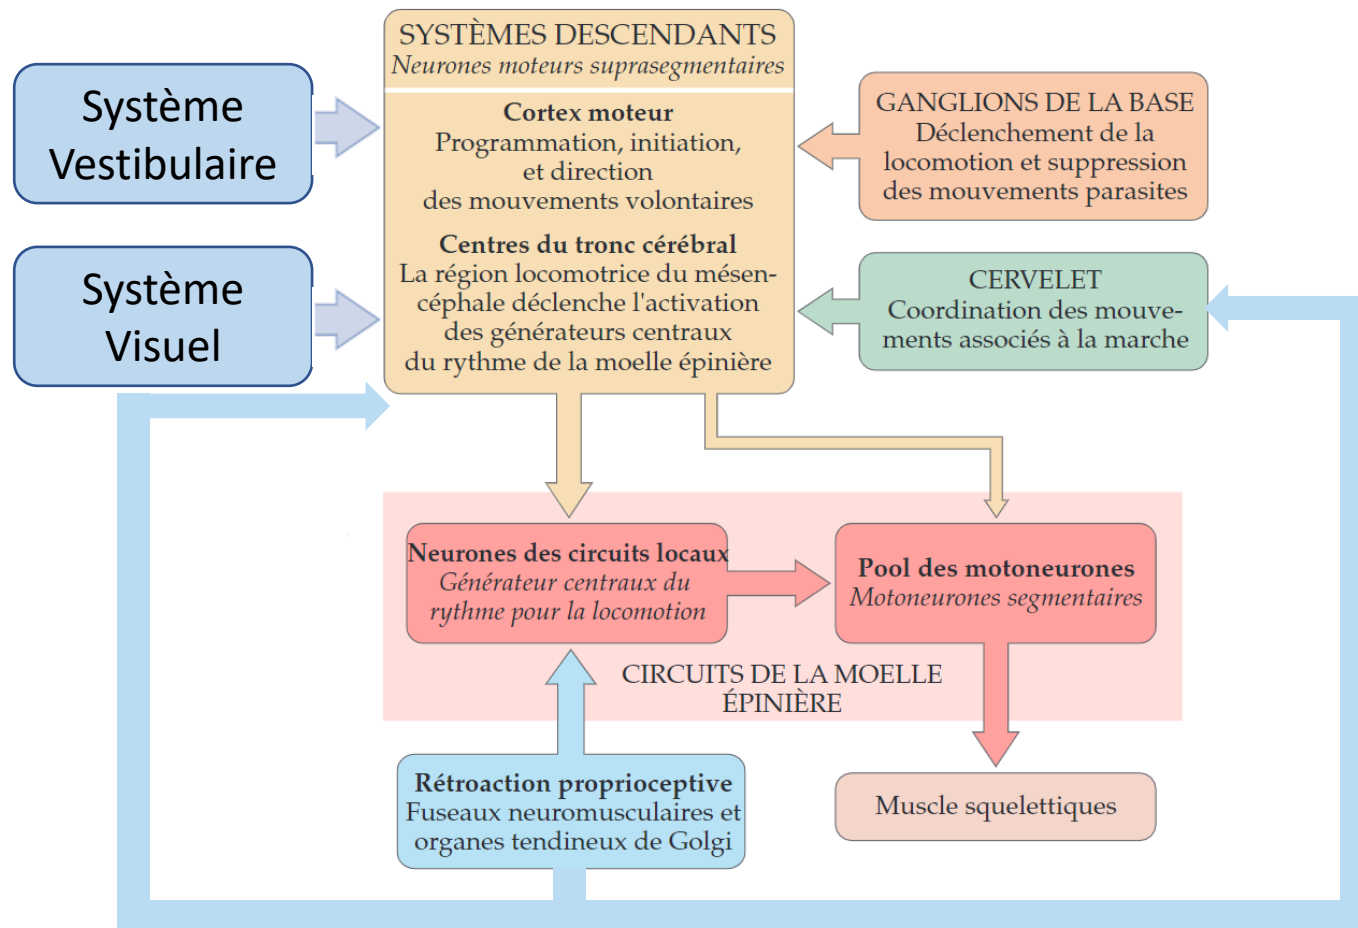 SYSTÈMES DESCENDANTS
Neurones moteurs suprasegmentaires
Cortex moteur
Programmation, initiation,
et direction
des mouvements volontaires
Centres du tronc cérébral
La région locomotrice du mésen-
céphale déclenche l'activation
des générateurs centraux
du rythme de la moelle épinière
Système
Vestibulaire
Système
Visuel
GANGLIONS DE LA BASE
Déclenchement de la
locomotion et suppression
des mouvements parasites
CERVELET
Coordination des mouve-
ments associés à la marche
Neurones des circuits locaux
Générateur centraux du
rythme pour la locomotion
Pool des motoneurones
Motoneurones segmentaires
CIRCUITS DE LA MOELLE
ÉPINIÈRE
Rétroaction proprioceptive
Fuseaux neuromusculaires et
organes tendineux de Golgi
Muscle squelettiques